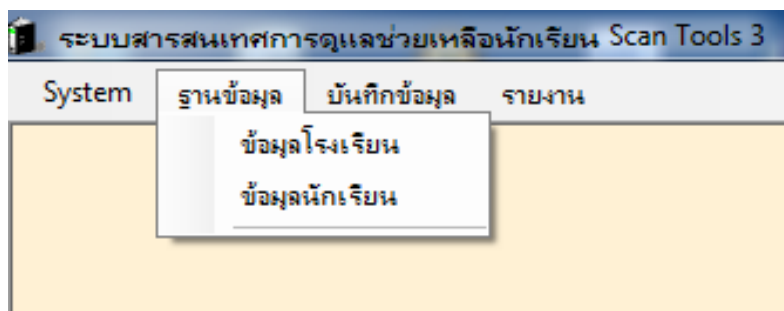 ระบบสารสนเทศการดูแลช่วยเหลือนักเรียน Scan Tools 3
System ฐานข้อมูล บันทึกข้อมูล รายงาน
ข้อมูลโรงเรียน
ข้อมูลนักเรียน